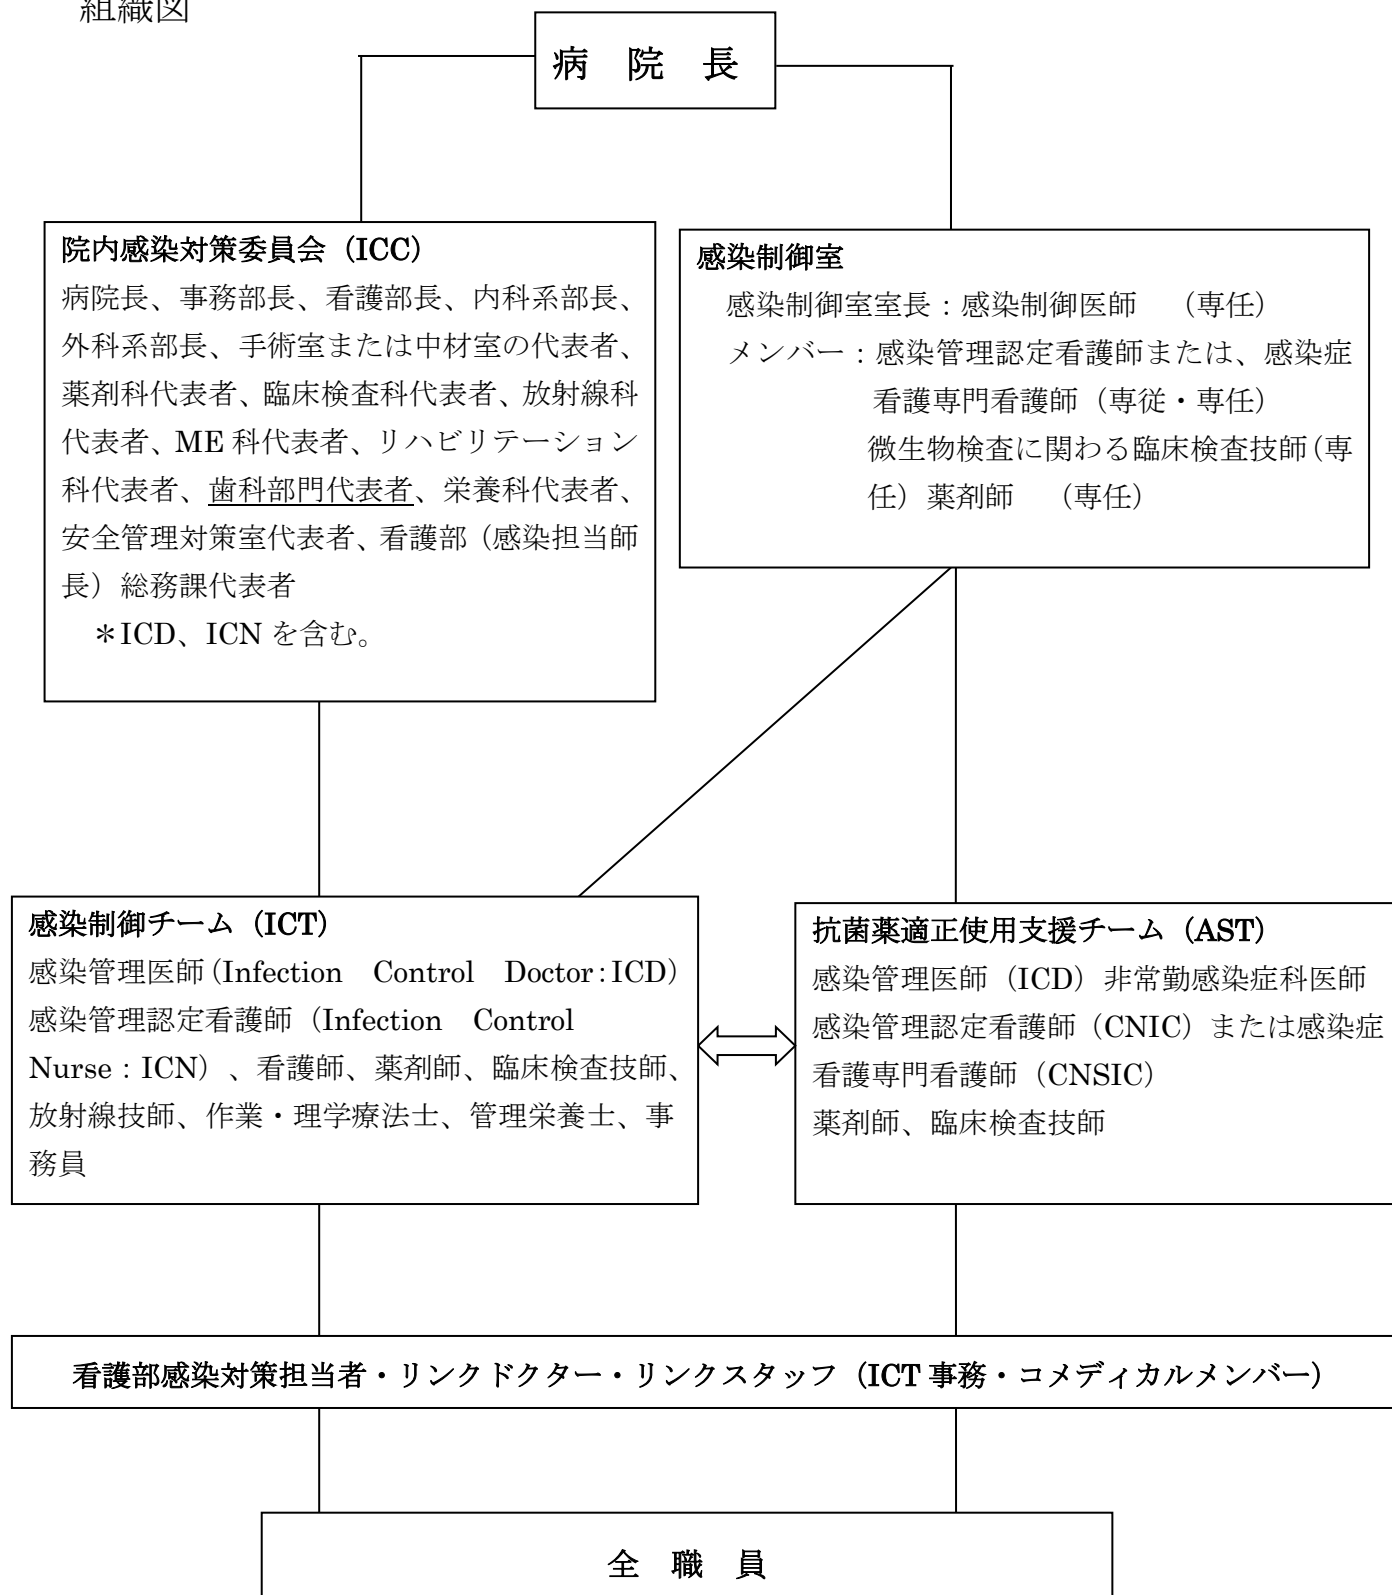 組織図
病　院　長
院内感染対策委員会（ICC）
病院長、事務部長、看護部長、内科系部長、
外科系部長、手術室または中材室の代表者、
薬剤科代表者、臨床検査科代表者、放射線科
代表者、ME 科代表者、リハビリテーション
科代表者、歯科部門代表者、栄養科代表者、
安全管理対策室代表者、看護部（感染担当師
長）総務課代表者
＊ICD、ICN を含む。
感染制御室
感染制御室室長：感染制御医師　（専任）
メンバー：感染管理認定看護師または、感染症
看護専門看護師（専従・専任）
微生物検査に関わる臨床検査技師（専
任）薬剤師　（専任）
感染制御チーム（ICT）
感染管理医師（Infection　Control　Doctor：ICD）
感染管理認定看護師（Infection　Control
Nurse：ICN）、看護師、薬剤師、臨床検査技師、
放射線技師、作業・理学療法士、管理栄養士、事
務員
抗菌薬適正使用支援チーム（AST）
感染管理医師（ICD）非常勤感染症科医師
感染管理認定看護師（CNIC）または感染症
看護専門看護師（CNSIC）
薬剤師、臨床検査技師
看護部感染対策担当者・リンクドクター・リンクスタッフ（ICT 事務・コメディカルメンバー）
全　職　員